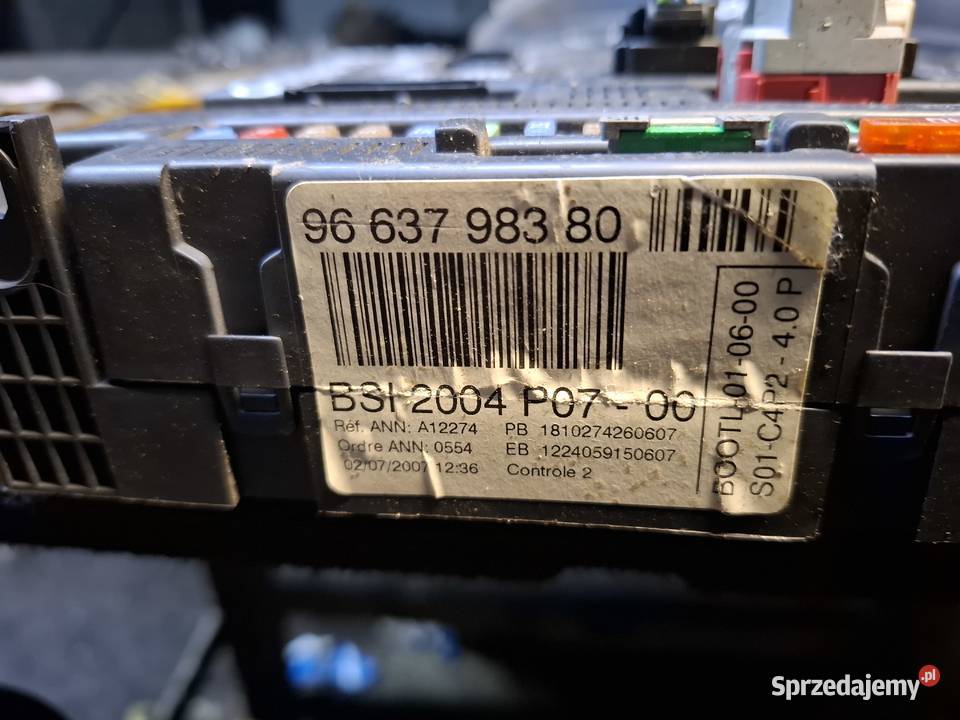 96 637 983 80
BSI 2004 P07 - 00
Réf. ANN: A12274 PB 1810274260607
Ordre ANN: 0554 EB 1224059150607
02/07/2007 12:36 Controle 2
BOOTL-01-06-00
S01-C4P2 - 4.0 P
Sprzedajemy.pl